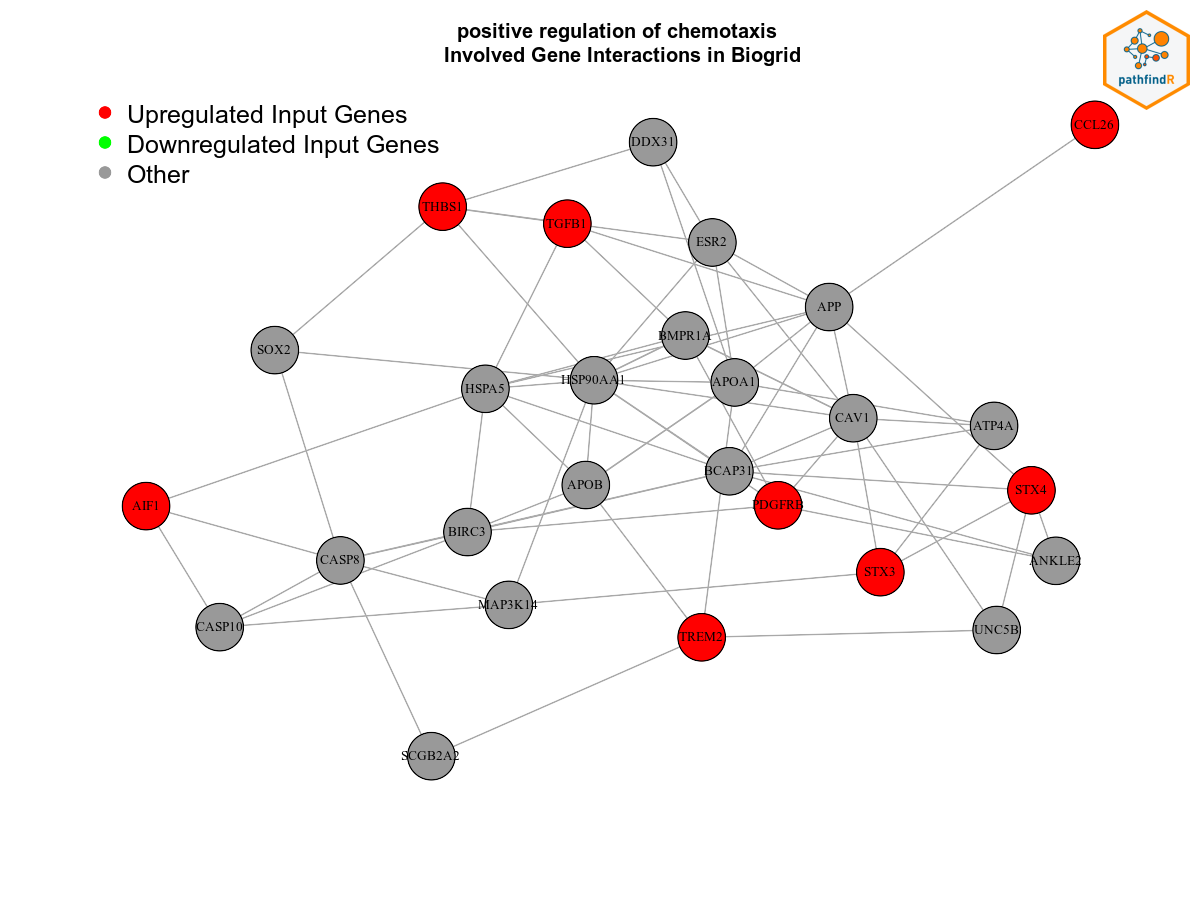 positive regulation of chemotaxis
Involved Gene Interactions in Biogrid
pathfindR
Upregulated Input Genes
Downregulated Input Genes
Other
CCL26
DDX31
THBS1
TGFB1
ESR2
APP
BMPR1A
SOX2
HSPA5
HSP90AA1
APOA1
CAV1
ATP4A
BCAP31
APOB
STX4
PDGFRB
AIF1
BIRC3
CASP8
STX3
ANKLE2
MAP3K14
CASP10
TREM2
UNC5B
SCGB2A2